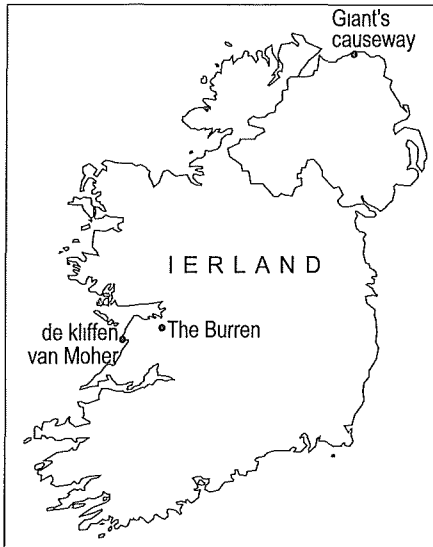 Giant's
causeway
IERLAND
de kliffen
van Moher
The Burren